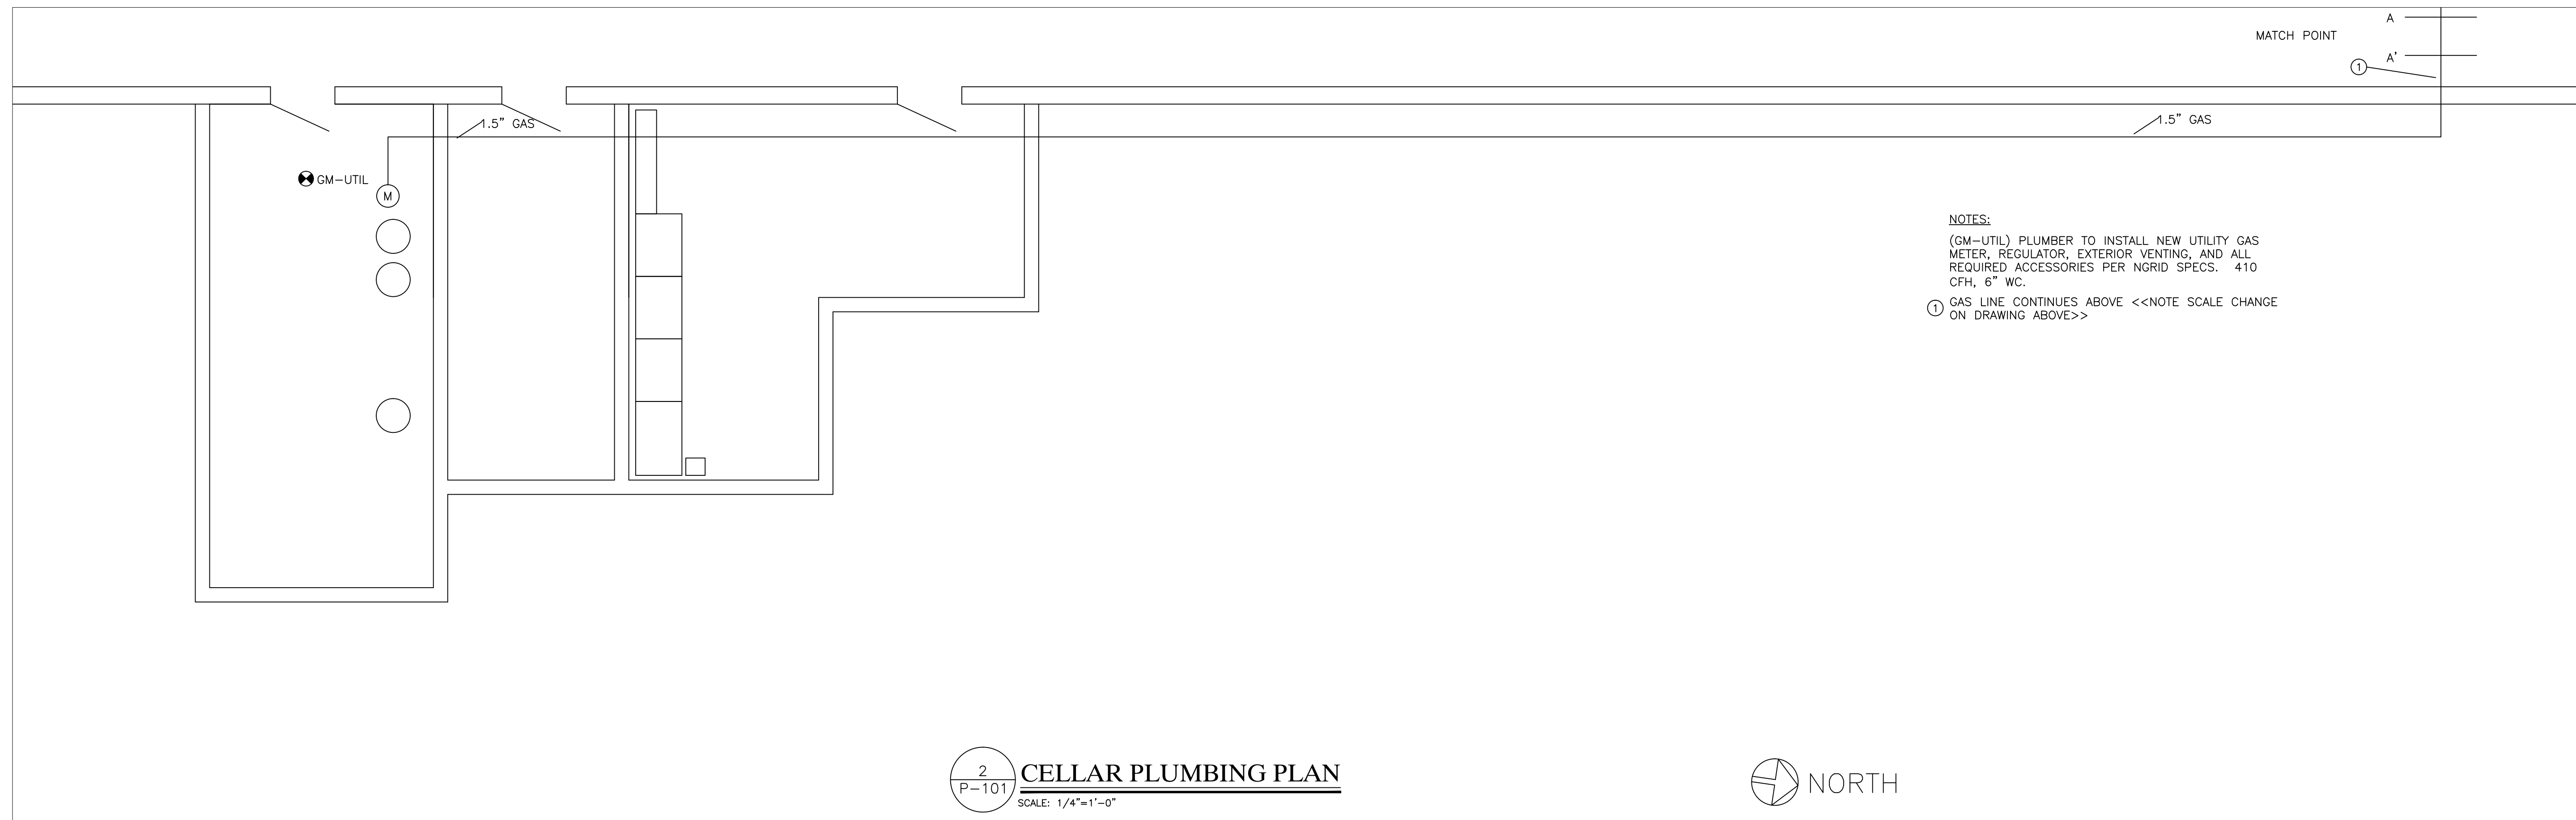 A
MATCH POINT
A'
1
1.5" GAS
1.5" GAS
GM-UTIL
M
NOTES:
(GM-UTIL) PLUMBER TO INSTALL NEW UTILITY GAS
METER, REGULATOR, EXTERIOR VENTING, AND ALL
REQUIRED ACCESSORIES PER NGRID SPECS. 410
CFH, 6" WC.
1 GAS LINE CONTINUES ABOVE <<NOTE SCALE CHANGE
ON DRAWING ABOVE>>
2
P-101
CELLAR PLUMBING PLAN
SCALE: 1/4"=1'-0"
NORTH